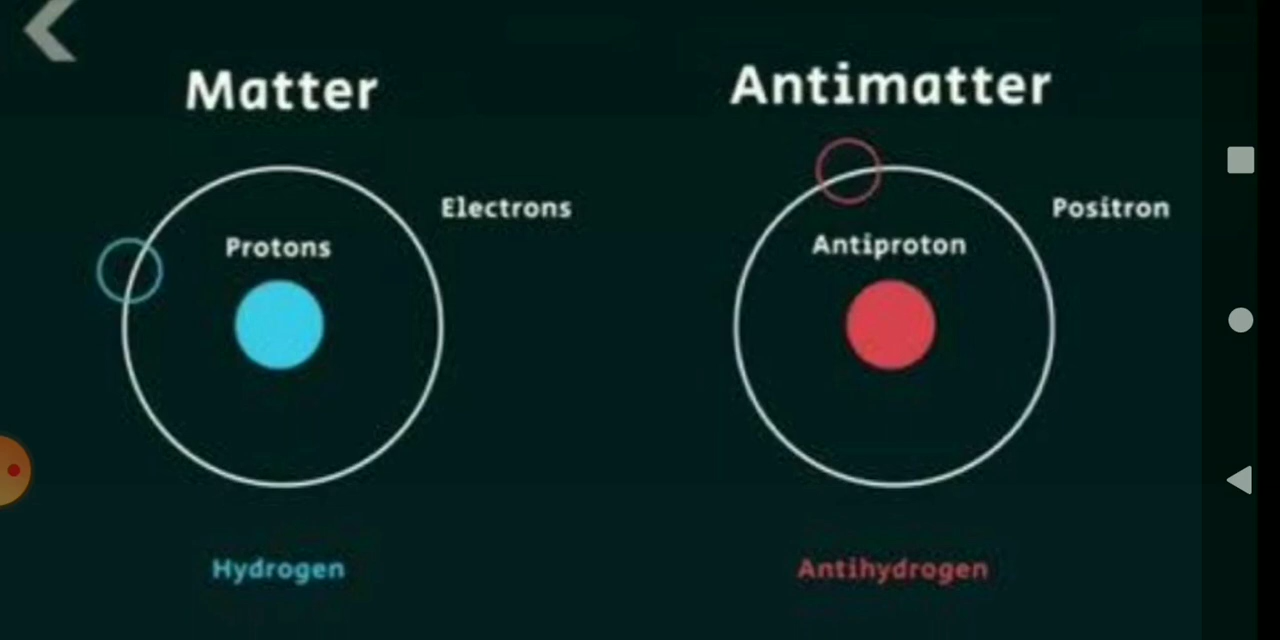 Matter
Antimatter
Electrons
Positron
Protons
Antiproton
Hydrogen
Antihydrogen